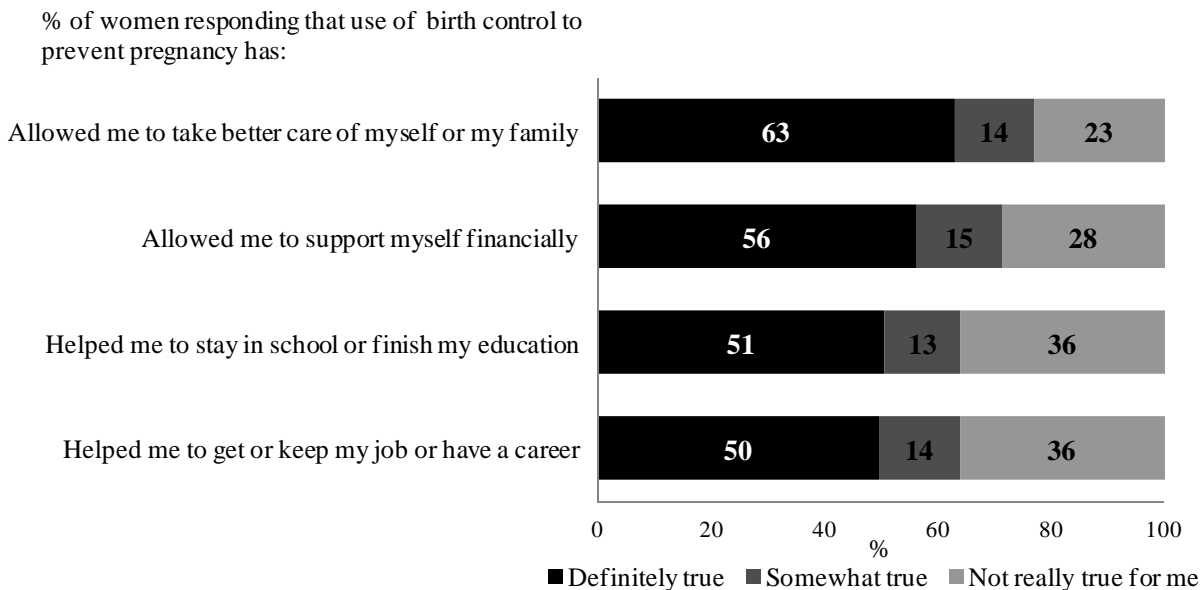 % of women responding that use of birth control to
prevent pregnancy has:
Allowed me to take better care of myself or my family
63 14 23
Allowed me to support myself financially
56 15 28
Helped me to stay in school or finish my education
51 13 36
Helped me to get or keep my job or have a career
50 14 36
0 20 40 60 80 100
%
Definitely true Somewhat true Not really true for me